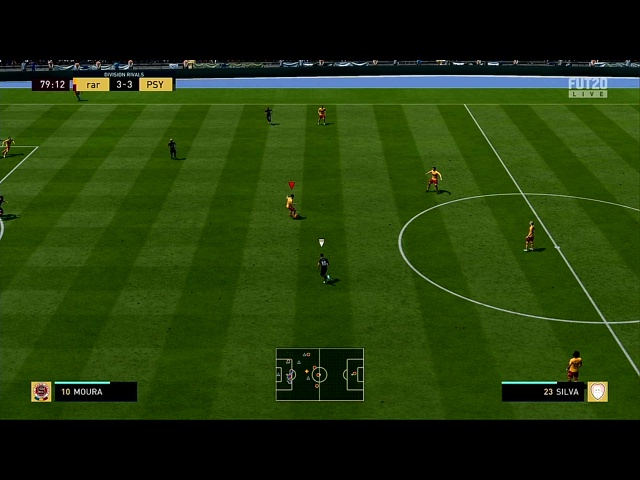 DIVISION RIVALS
79:12 rar 3-3 PSY
FUT20
LIVE
10 MOURA
23 SILVA